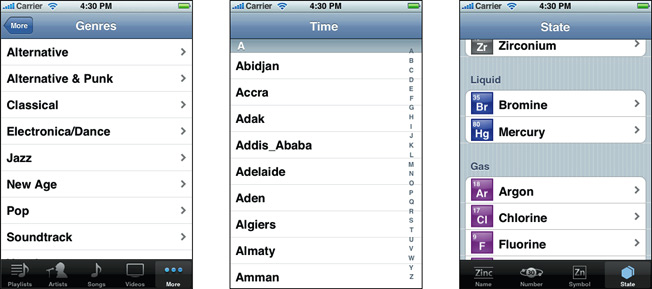 Carrier 4:30 PM
More Genres
Alternative
Alternative & Punk
Classical
Electronica/Dance
Jazz
New Age
Pop
Soundtrack
Playlists Artists Songs Videos More
Carrier 4:30 PM
Time
A
Abidjan
Accra
Adak
Addis_Ababa
Adelaide
Aden
Algiers
Almaty
Amman
A
B
C
D
E
F
G
H
I
J
K
L
M
N
O
P
Q
R
S
T
U
V
W
X
Y
Z
Carrier 4:30 PM
State
Zr Zirconium
Liquid
35
Br Bromine
80
Hg Mercury
Gas
18
Ar Argon
17
Cl Chlorine
9
F Fluorine
Zinc 30 Zn
Name Number Symbol State